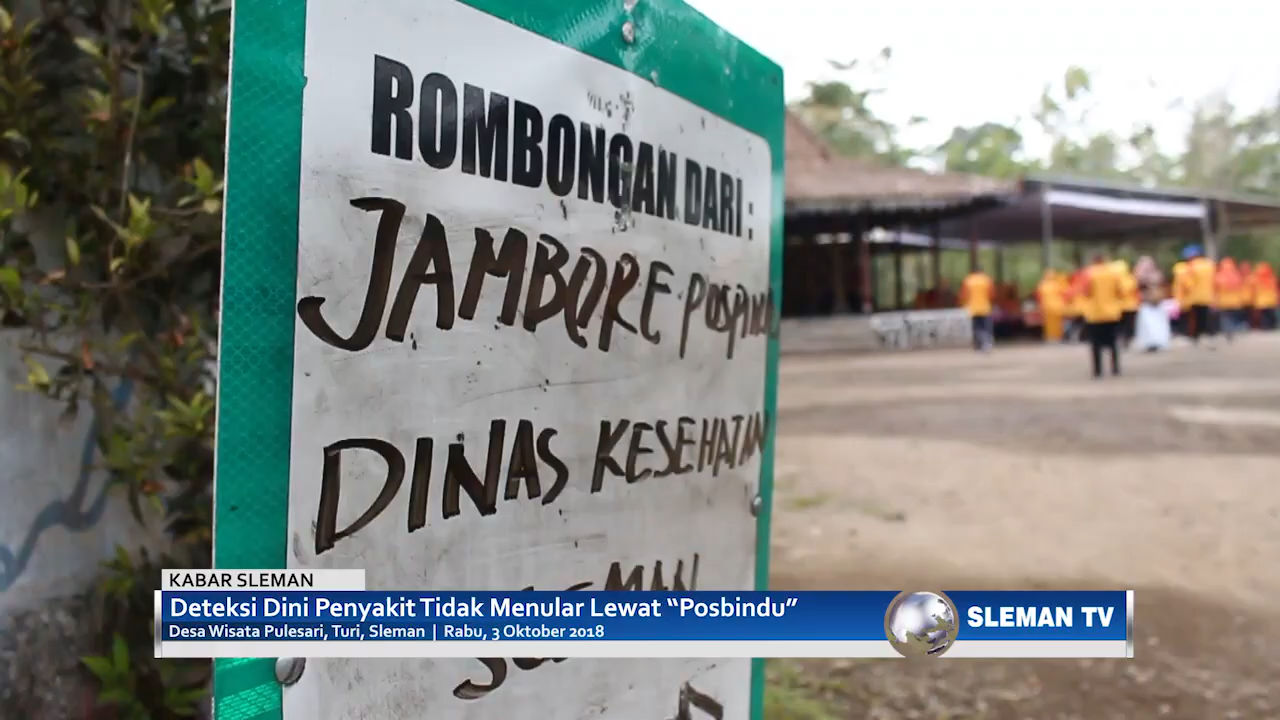 ROMBONGAN DARI :
JAMBORE
DINAS KESEHATAN
KABAR SLEMAN
Deteksi Dini Penyakit Tidak Menular Lewat “Posbindu”
Desa Wisata Pulesari, Turi, Sleman | Rabu, 3 Oktober 2018
SLEMAN TV